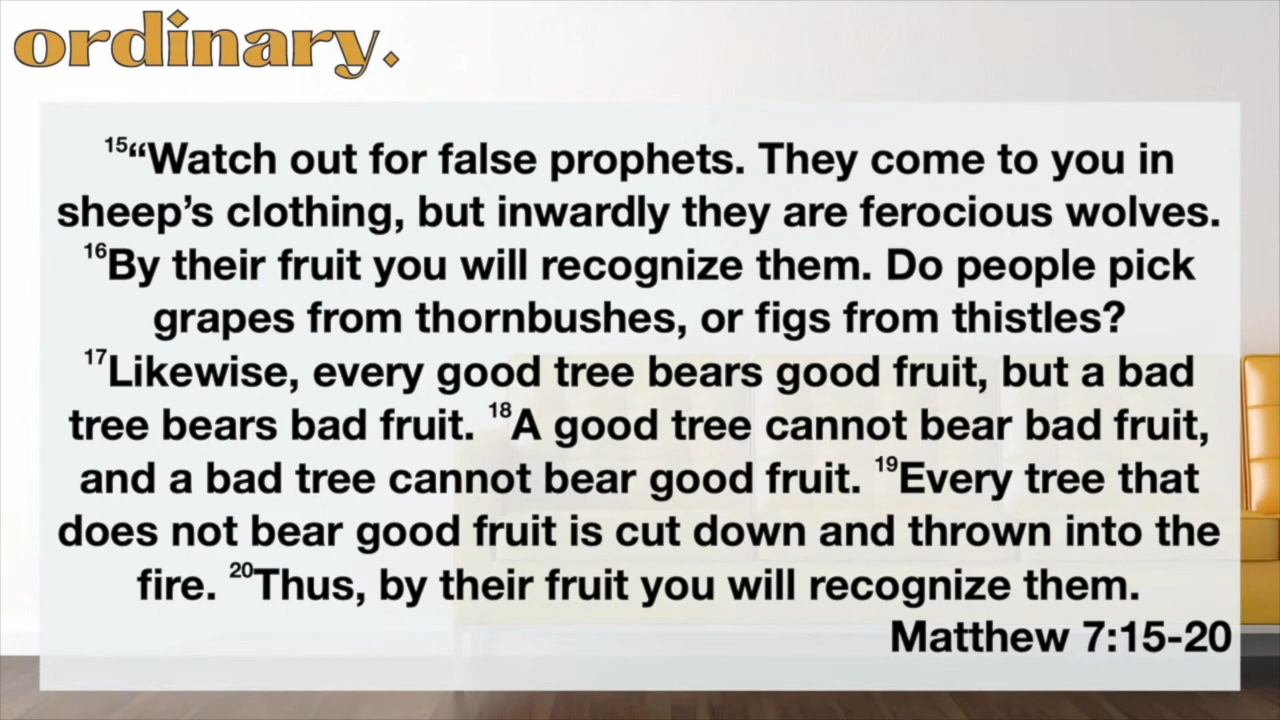 ordinary.
15“Watch out for false prophets. They come to you in
sheep’s clothing, but inwardly they are ferocious wolves.
16By their fruit you will recognize them. Do people pick
grapes from thornbushes, or figs from thistles?
17Likewise, every good tree bears good fruit, but a bad
tree bears bad fruit. 18A good tree cannot bear bad fruit,
and a bad tree cannot bear good fruit. 19Every tree that
does not bear good fruit is cut down and thrown into the
fire. 20Thus, by their fruit you will recognize them.
Matthew 7:15-20